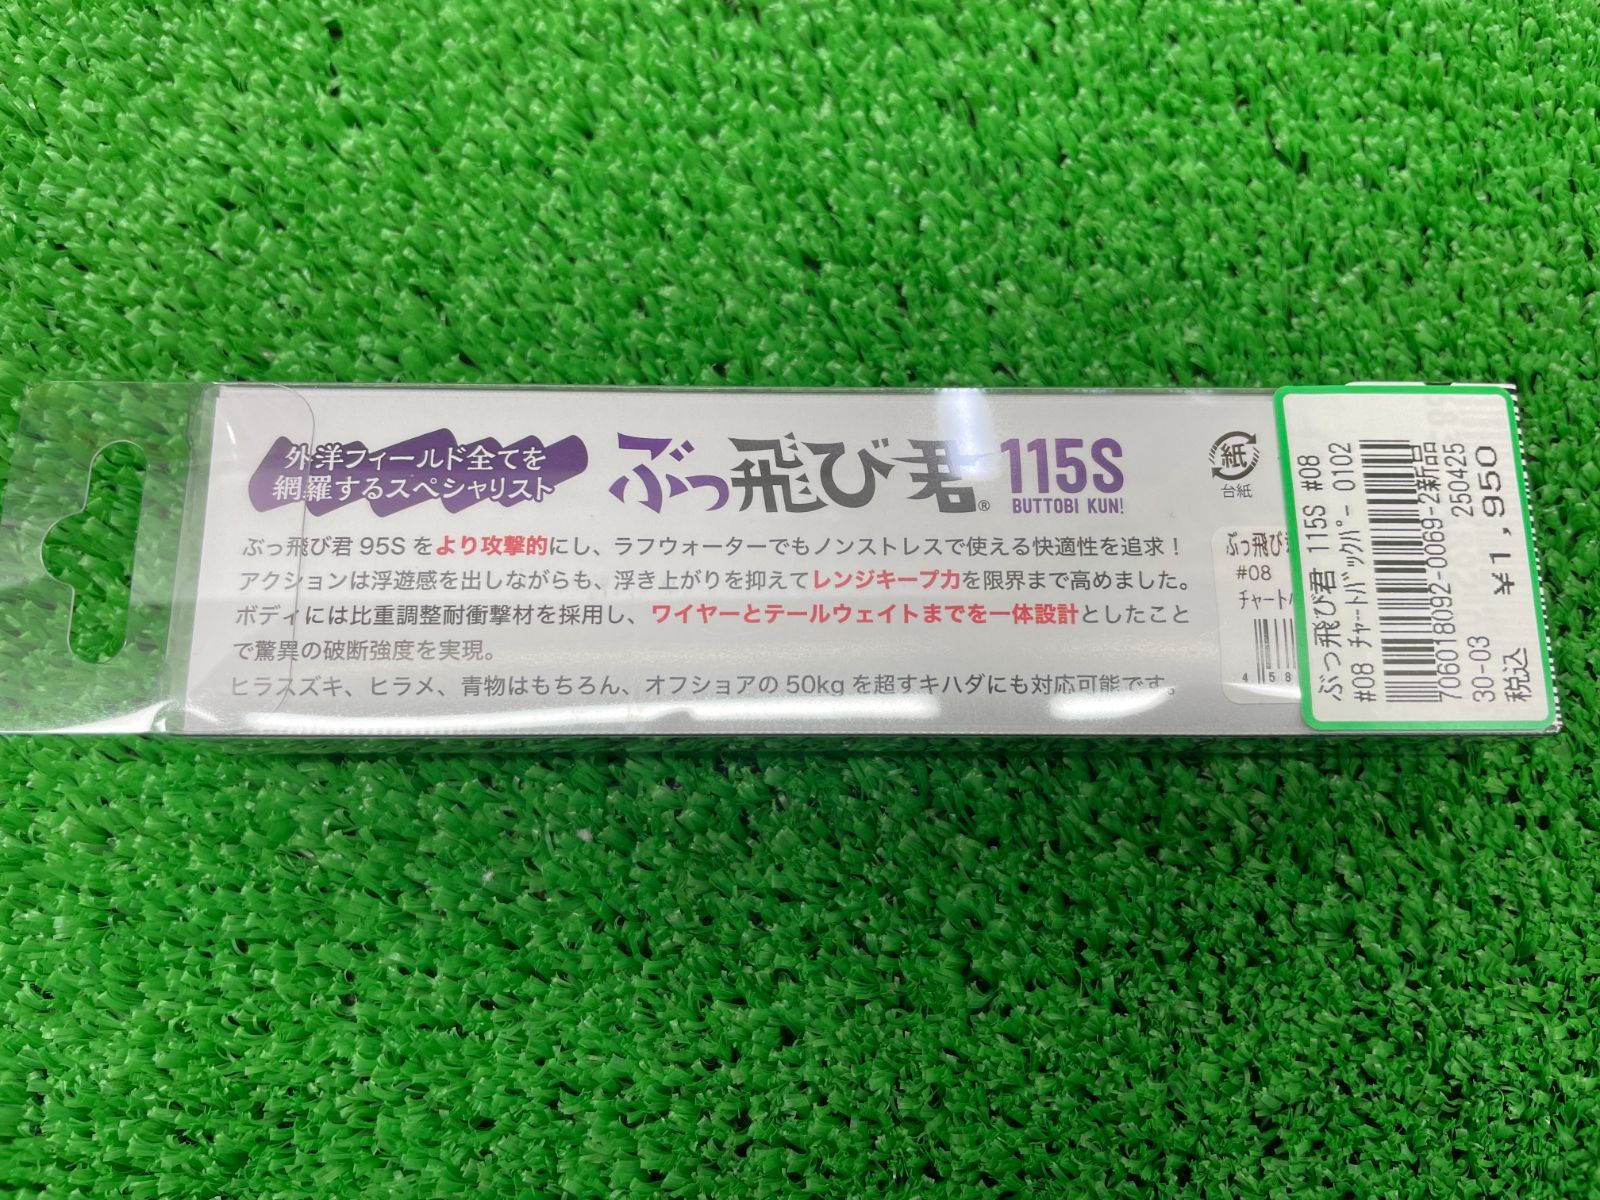 外洋フィールド全てを
網羅するスペシャリスト
ぶっ飛び君® 115S
BUTTOBI KUN!
紙
台紙
ぶっ飛び君 95S をより攻撃的にし、ラフウォーターでもノンストレスで使える快適性を追求！
アクションは浮遊感を出しながらも、浮き上がりを抑えてレンジキープ力を限界まで高めました。
ボディには比重調整耐衝撃材を採用し、ワイヤーとテールウェイトまでを一体設計としたこと
で驚異の破断強度を実現。
ヒラスズキ、ヒラメ、青物はもちろん、オフショアの 50kg を超すキハダにも対応可能です。
ぶっ飛び
#08
チャート
4 58
ぶっ飛び君 115S #08
#08 チャートバックパー 0102
706018092-0069-2新品
30-03 250425
税込 ¥1,950